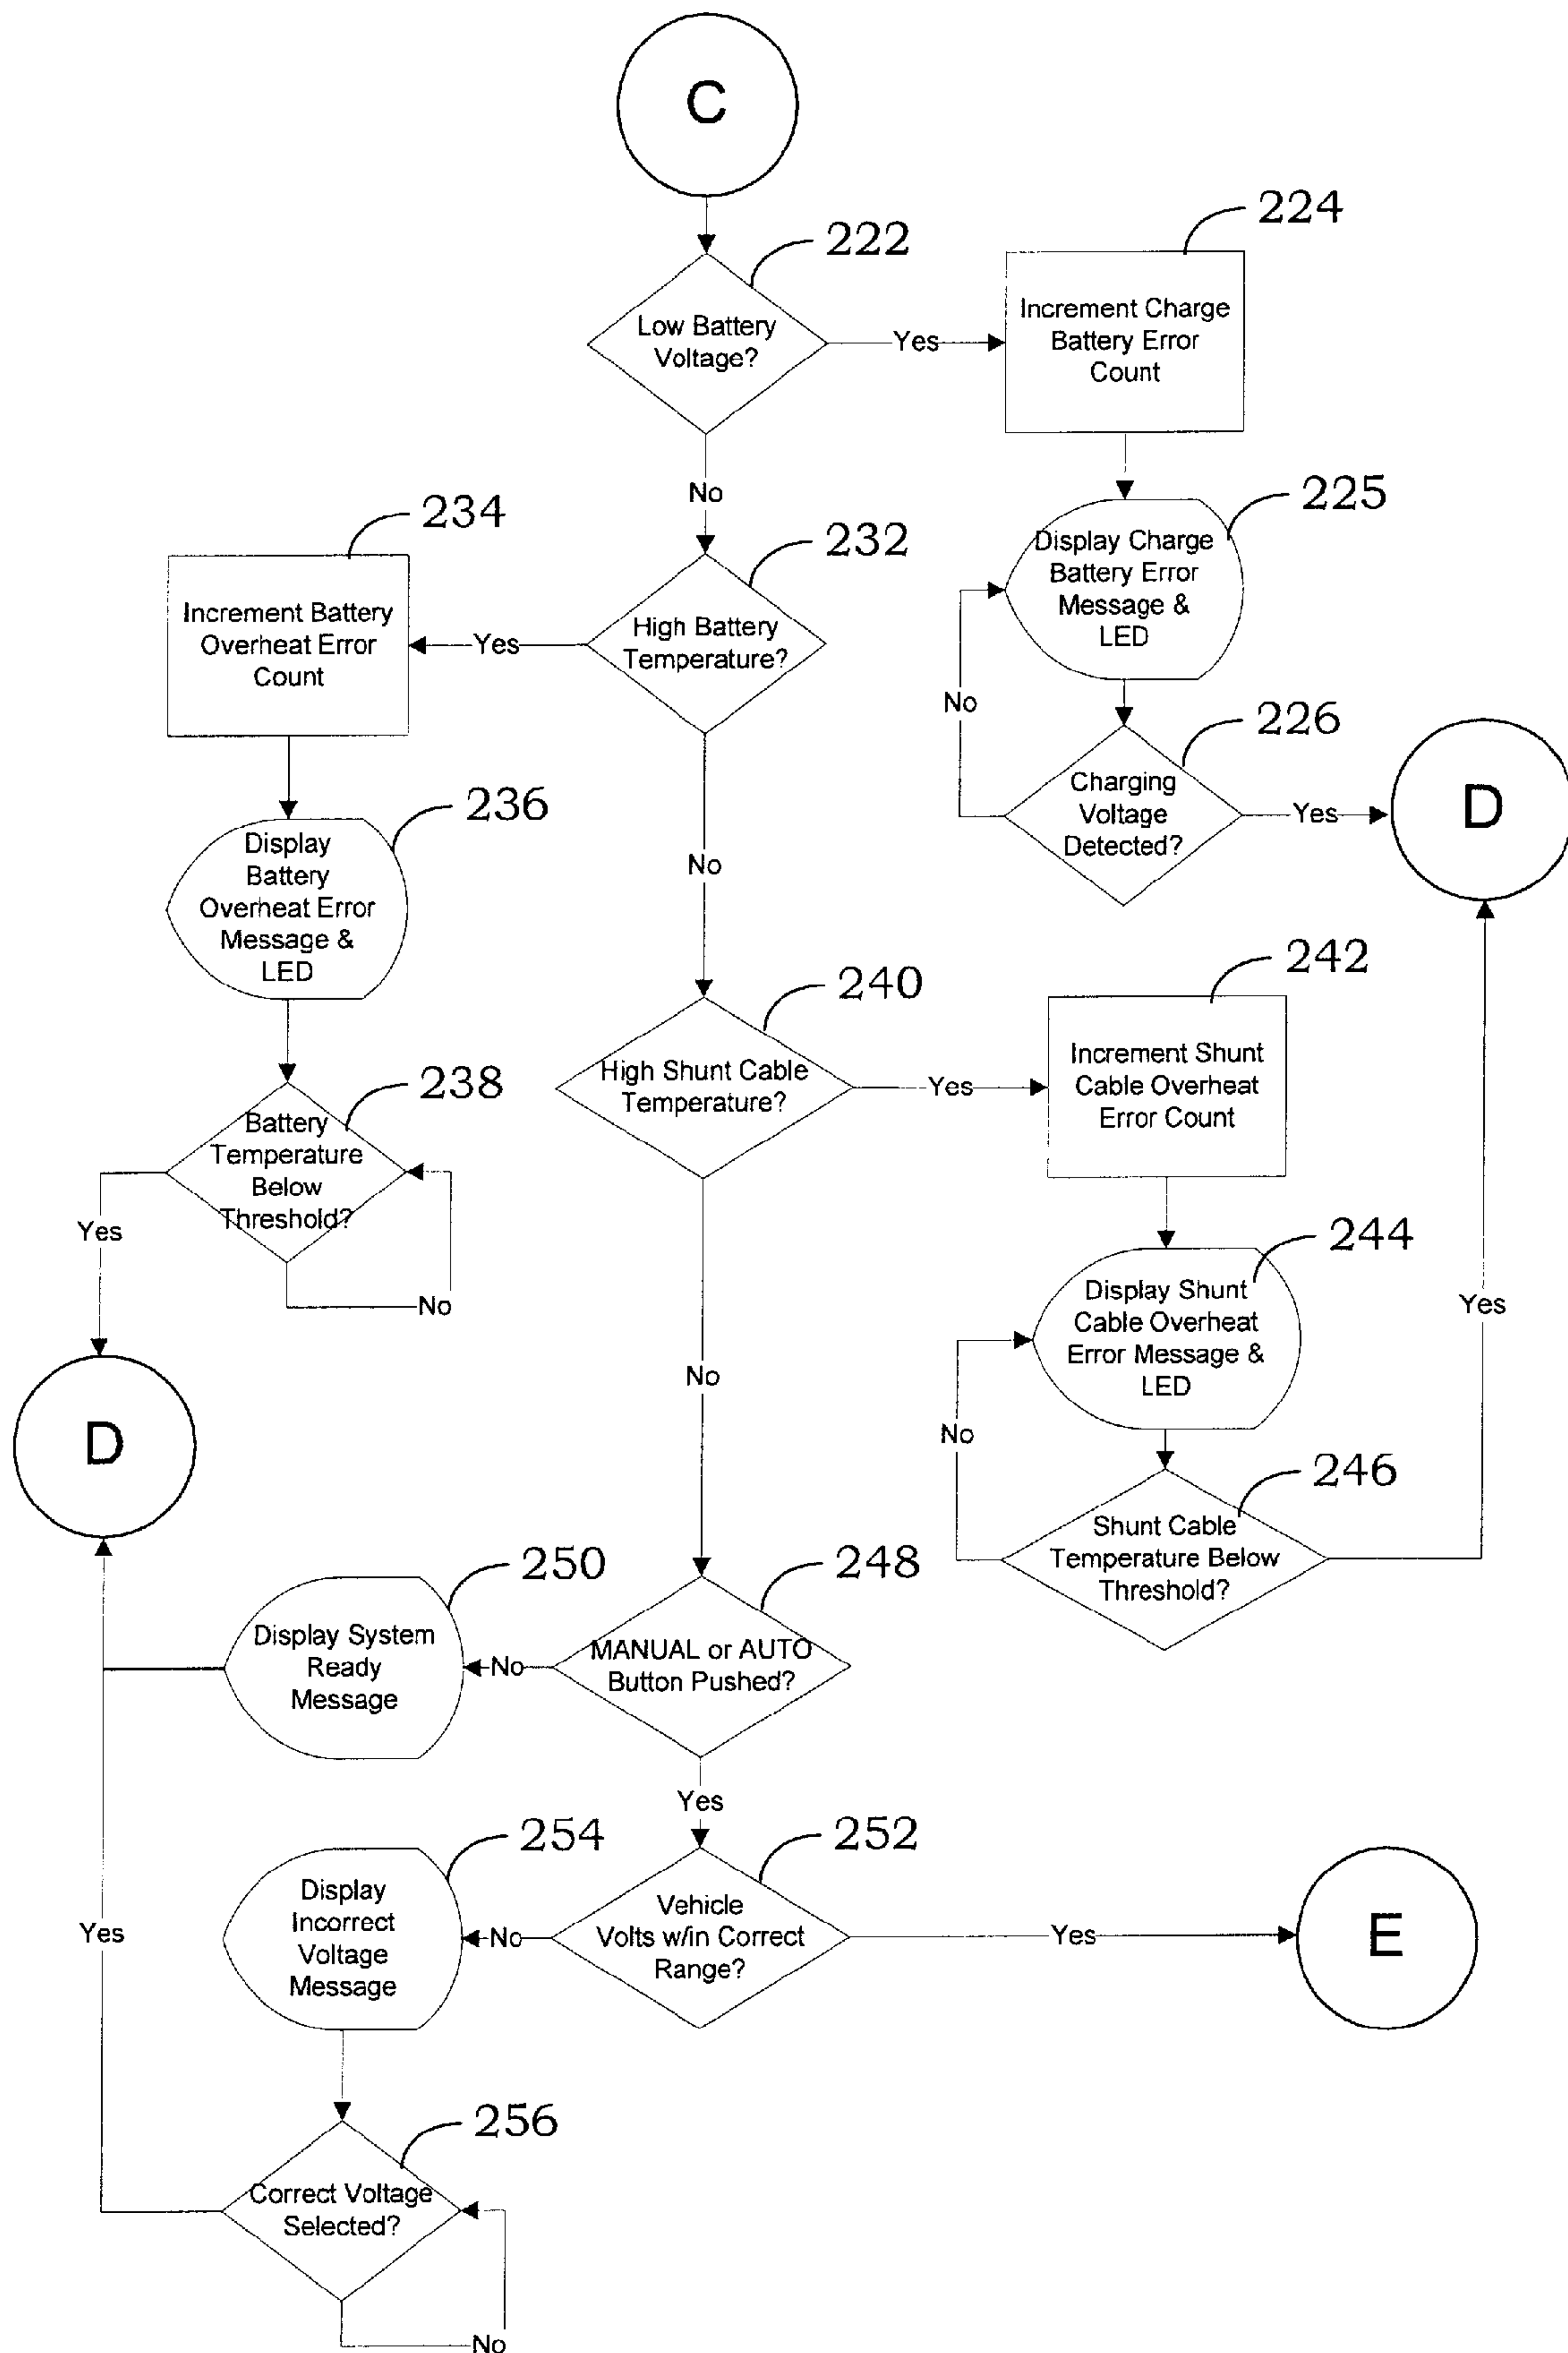 C
222
Low Battery
Voltage?
Yes
224
Increment Charge
Battery Error
Count
No
225
Display Charge
Battery Error
Message &
LED
No
226
Charging
Voltage
Detected?
Yes
D
232
High Battery
Temperature?
Yes
234
Increment Battery
Overheat Error
Count
236
Display
Battery
Overheat Error
Message &
LED
238
Battery
Temperature
Below
Threshold?
No
Yes
D
No
240
High Shunt Cable
Temperature?
Yes
242
Increment Shunt
Cable Overheat
Error Count
244
Display Shunt
Cable Overheat
Error Message &
LED
No
246
Shunt Cable
Temperature Below
Threshold?
Yes
No
248
MANUAL or AUTO
Button Pushed?
No
250
Display System
Ready
Message
Yes
252
Vehicle
Volts w/in Correct
Range?
Yes
E
No
254
Display
Incorrect
Voltage
Message
256
Correct Voltage
Selected?
No
Yes